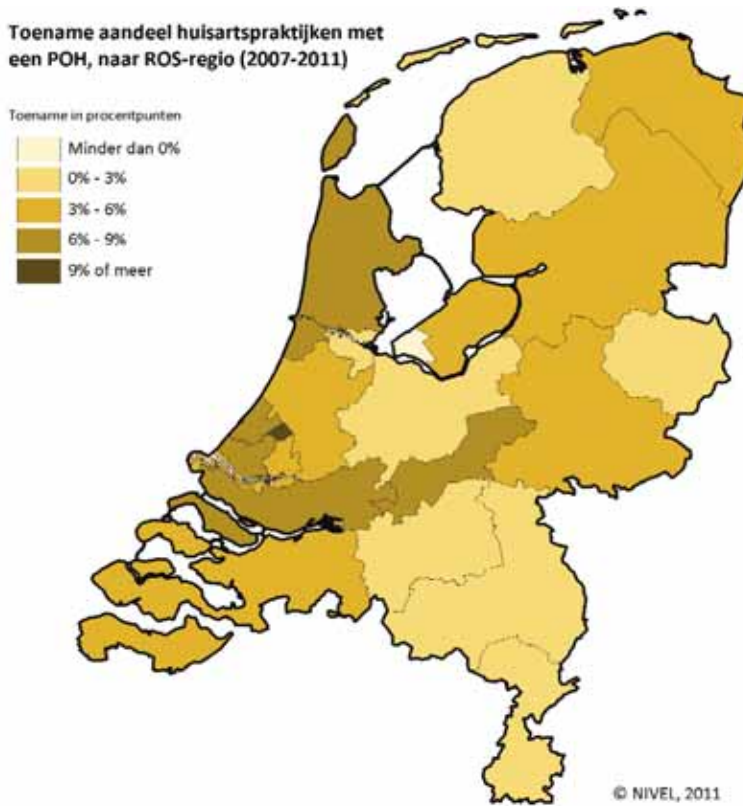 Toename aandeel huisartspraktijken met
een POH, naar ROS-regio (2007-2011)
Toename in procentpunten
Minder dan 0%
0% - 3%
3% - 6%
6% - 9%
9% of meer
© NIVEL, 2011